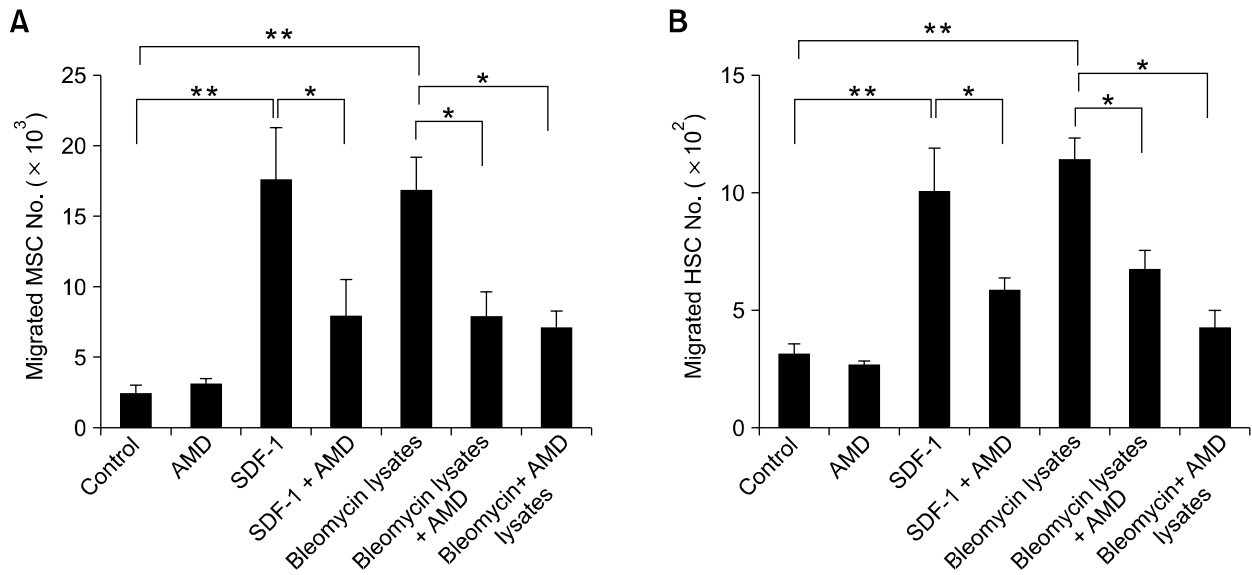 A
**
**
*
*
*
25
20
15
10
5
0
Migrated MSC No. (× 10³)
Control
AMD
SDF-1
SDF-1 + AMD
Bleomycin lysates
Bleomycin lysates
+ AMD
Bleomycin+ AMD
lysates
B
**
**
*
*
*
15
10
5
0
Migrated HSC No. (× 10²)
Control
AMD
SDF-1
SDF-1 + AMD
Bleomycin lysates
Bleomycin lysates
+ AMD
Bleomycin+ AMD
lysates